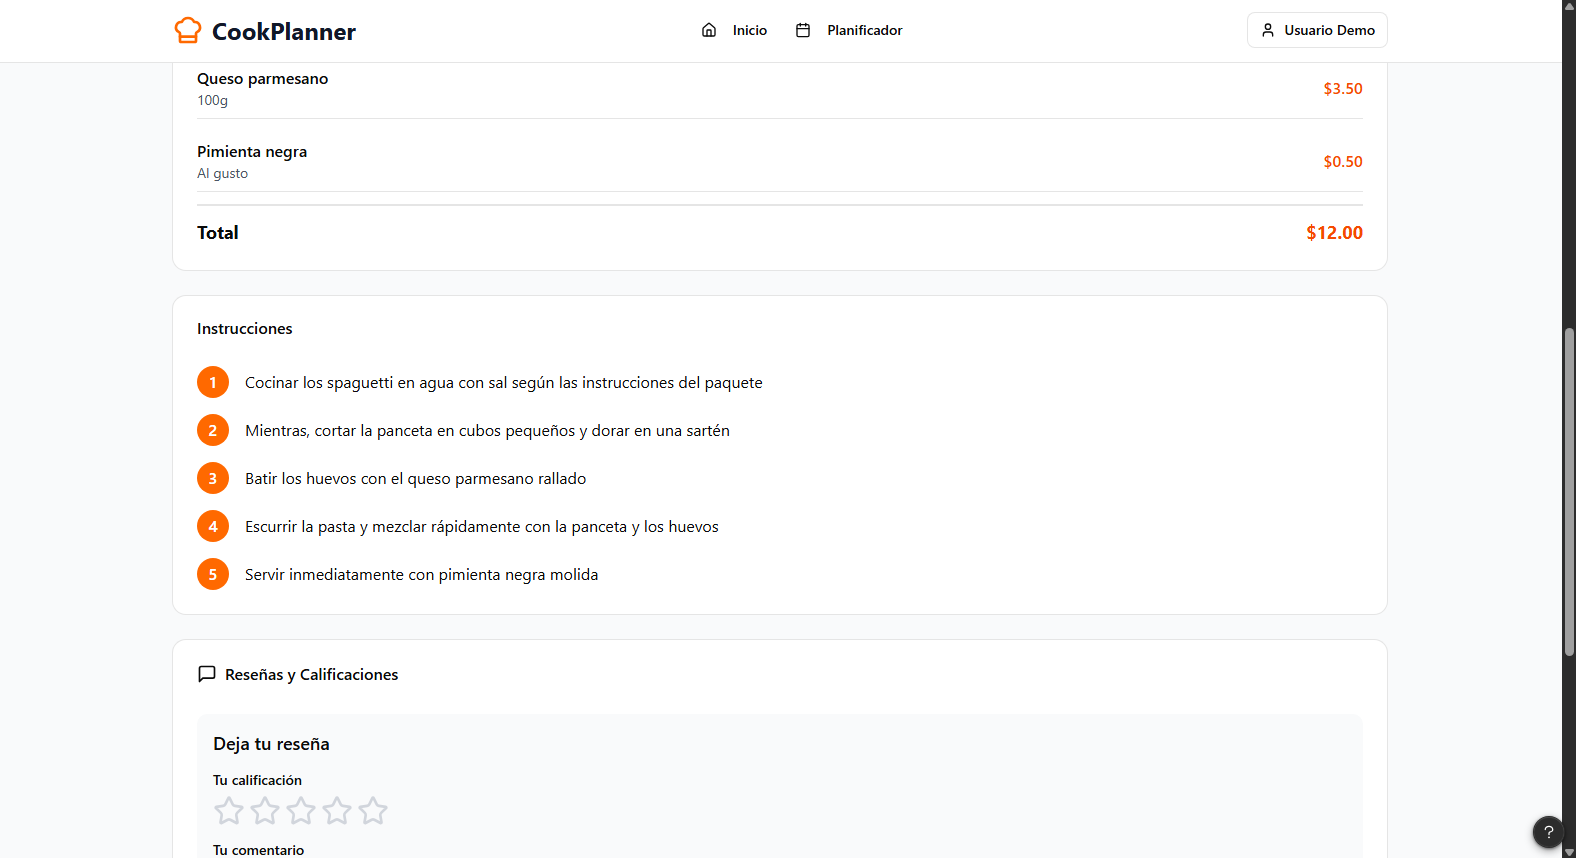 CookPlanner
Inicio
Planificador
Usuario Demo
Queso parmesano
100g
$3.50
Pimienta negra
Al gusto
$0.50
Total
$12.00
Instrucciones
1 Cocinar los spaguetti en agua con sal según las instrucciones del paquete
2 Mientras, cortar la panceta en cubos pequeños y dorar en una sartén
3 Batir los huevos con el queso parmesano rallado
4 Escurrir la pasta y mezclar rápidamente con la panceta y los huevos
5 Servir inmediatamente con pimienta negra molida
Reseñas y Calificaciones
Deja tu reseña
Tu calificación
Tu comentario
?